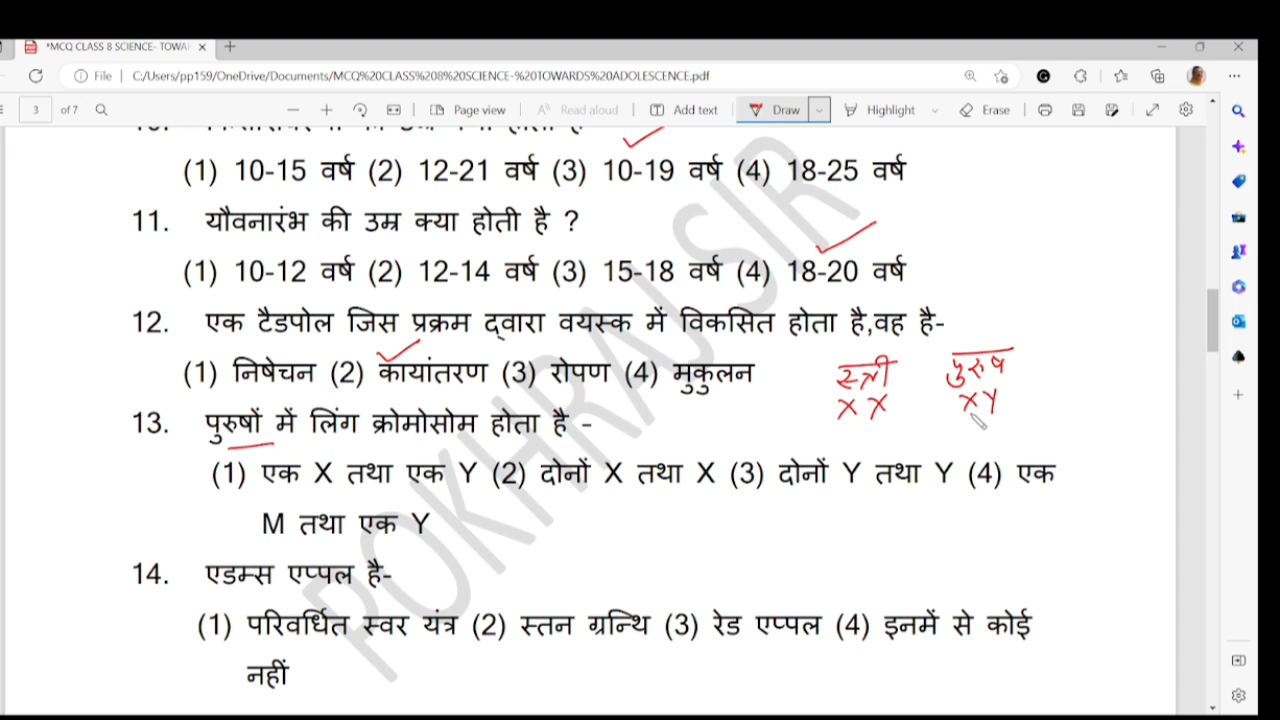 *MCQ CLASS 8 SCIENCE- TOWAR
File C:/Users/pp159/OneDrive/Documents/MCQ%20CLASS%208%20SCIENCE-%20TOWARDS%20ADOLESCENCE.pdf
3 of 7 Page view Read aloud Add text Draw Highlight Erase
(1) 10-15 वर्ष (2) 12-21 वर्ष (3) 10-19 वर्ष (4) 18-25 वर्ष
11. यौवनारंभ की उम्र क्या होती है ?
(1) 10-12 वर्ष (2) 12-14 वर्ष (3) 15-18 वर्ष (4) 18-20 वर्ष
12. एक टैडपोल जिस प्रक्रम द्वारा वयस्क में विकसित होता है,वह है-
(1) निषेचन (2) कायांतरण (3) रोपण (4) मुकुलन
स्त्री पुरुष
X X XY
13. पुरुषों में लिंग क्रोमोसोम होता है -
(1) एक X तथा एक Y (2) दोनों X तथा X (3) दोनों Y तथा Y (4) एक
M तथा एक Y
14. एडम्स एप्पल है-
(1) परिवर्धित स्वर यंत्र (2) स्तन ग्रन्थि (3) रेड एप्पल (4) इनमें से कोई
नहीं
POKHRAJ SIR